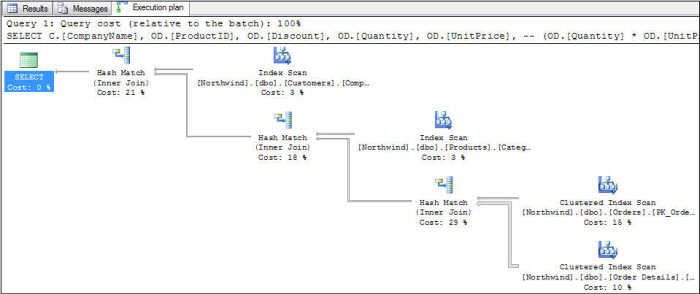 Results Messages Execution plan
Query 1: Query cost (relative to the batch): 100%
SELECT C.[CompanyName], OD.[ProductID], OD.[Discount], OD.[Quantity], OD.[UnitPrice], -- (OD.[Quantity] * OD.[UnitP
SELECT
Cost: 0 %
Hash Match
(Inner Join)
Cost: 21 %
Index Scan
[Northwind].[dbo].[Customers].[Comp...
Cost: 3 %
Hash Match
(Inner Join)
Cost: 18 %
Index Scan
[Northwind].[dbo].[Products].[Categ...
Cost: 3 %
Hash Match
(Inner Join)
Cost: 29 %
Clustered Index Scan
[Northwind].[dbo].[Orders].[PK_Orde...
Clustered Index Scan
[Northwind].[dbo].[Order Details].[...
Cost: 10 %